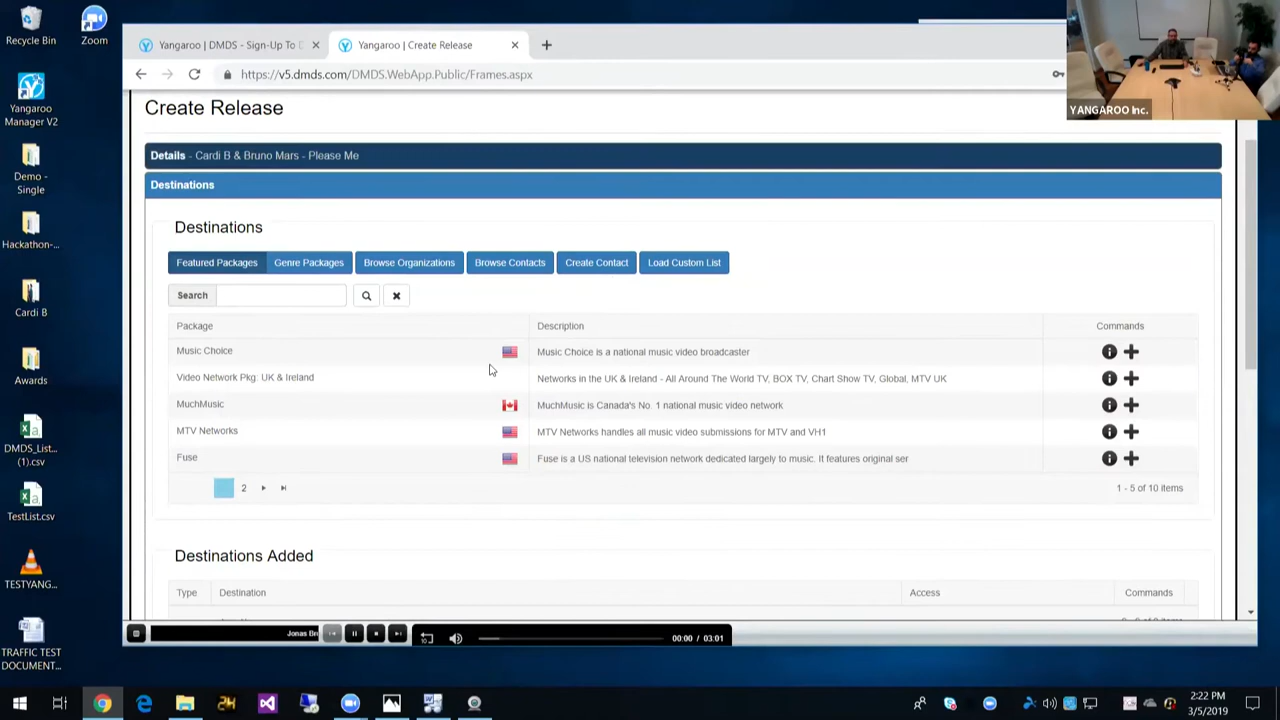 Recycle Bin
Zoom
Yangaroo Manager V2
Demo - Single
Hackathon-...
Cardi B
Awards
DMDS_List... (1).csv
TestList.csv
TESTYANG...
TRAFFIC TEST DOCUMENT...
Yangaroo | DMDS - Sign-Up To D
Yangaroo | Create Release
https://v5.dmds.com/DMDS.WebApp.Public/Frames.aspx
YANGAROO Inc.
Create Release
Details - Cardi B & Bruno Mars - Please Me
Destinations
Destinations
Featured Packages Genre Packages Browse Organizations Browse Contacts Create Contact Load Custom List
Search
Package Description Commands
Music Choice Music Choice is a national music video broadcaster
Video Network Pkg: UK & Ireland Networks in the UK & Ireland - All Around The World TV, BOX TV, Chart Show TV, Global, MTV UK
MuchMusic MuchMusic is Canada's No. 1 national music video network
MTV Networks MTV Networks handles all music video submissions for MTV and VH1
Fuse Fuse is a US national television network dedicated largely to music. It features original ser
2 1 - 5 of 10 items
Destinations Added
Type Destination Access Commands
Jonas Br
00:00 / 03:01
2:22 PM
3/5/2019